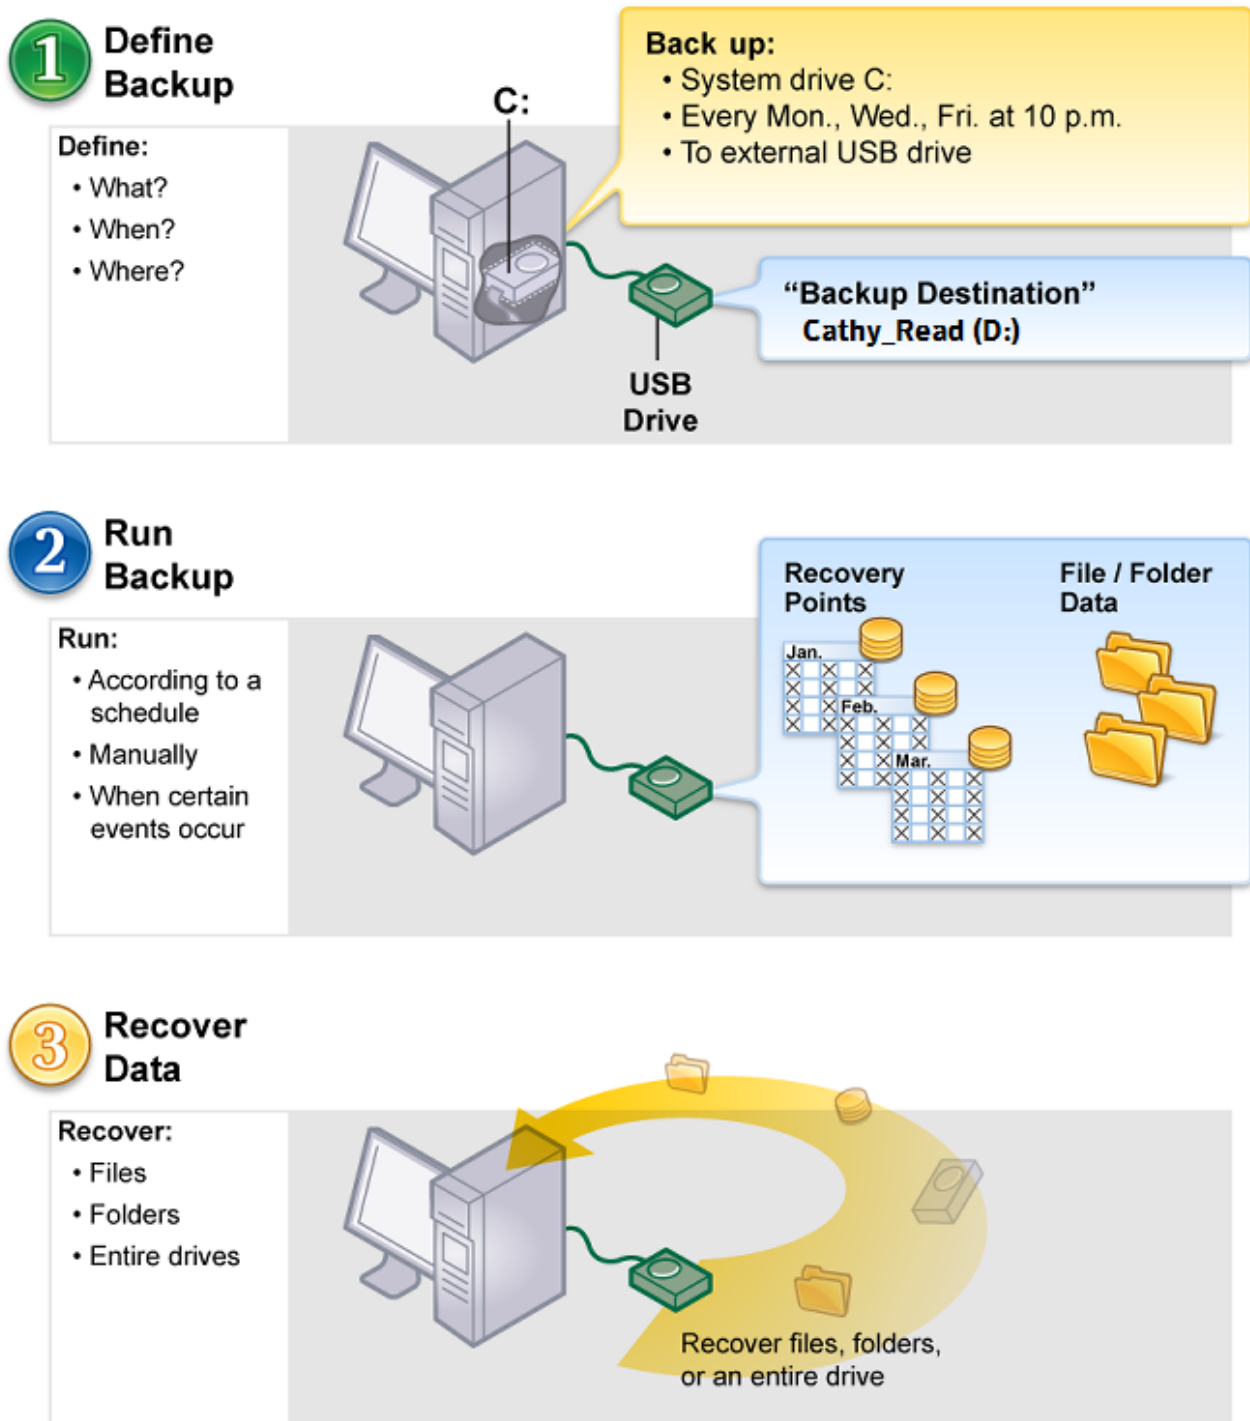 1
Define
Backup
Define:
• What?
• When?
• Where?
C:
Back up:
• System drive C:
• Every Mon., Wed., Fri. at 10 p.m.
• To external USB drive
“Backup Destination”
Cathy_Read (D:)
USB
Drive
2
Run
Backup
Run:
• According to a
schedule
• Manually
• When certain
events occur
Recovery
Points
Jan.
Feb.
Mar.
File / Folder
Data
3
Recover
Data
Recover:
• Files
• Folders
• Entire drives
Recover files, folders,
or an entire drive